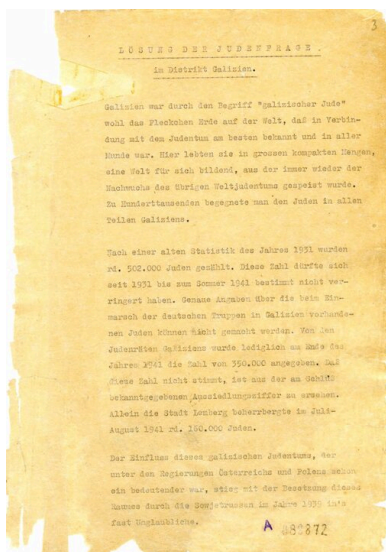 3
LÖSUNG DER JUDENFRAGE .
im Distrikt Galizien.
Galizien war durch den Begriff "galizischer Jude"
wohl das Fleckchen Erde auf der Welt, daß in Verbin-
dung mit dem Judentum am besten bekannt und in aller
Munde war. Hier lebten sie in grossen kompakten Mengen,
eine Welt für sich bildend, aus der immer wieder der
Nachwuchs des übrigen Weltjudentums gespeist wurde.
Zu Hunderttausenden begegnete man den Juden in allen
Teilen Galiziens.
Nach einer alten Statistik des Jahres 1931 wurden
rd. 502.000 Juden gezählt. Diese Zahl dürfte sich
seit 1931 bis zum Sommer 1941 bestimmt nicht ver-
ringert haben. Genaue Angaben über die beim Ein-
marsch der deutschen Truppen in Galizien vorhande-
nen Juden können nicht gemacht werden. Von den
Judenräten Galiziens wurde lediglich am Ende des
Jahres 1941 die Zahl von 350.000 angegeben. Daß
diese Zahl nicht stimmt, ist aus der am Schluß
bekanntgegebenen Aussiedlungsziffer zu ersehen.
Allein die Stadt Lemberg beherrbergte im Juli-
August 1941 rd. 160.000 Juden.
Der Einfluss dieses galizischen Judentums, der
unter den Regierungen Österreichs und Polens schon
ein bedeutender war, stieg mit der Besetzung dieses
Raumes durch die Sowjetrussen im Jahre 1939 in's
fast Unglaubliche.
A